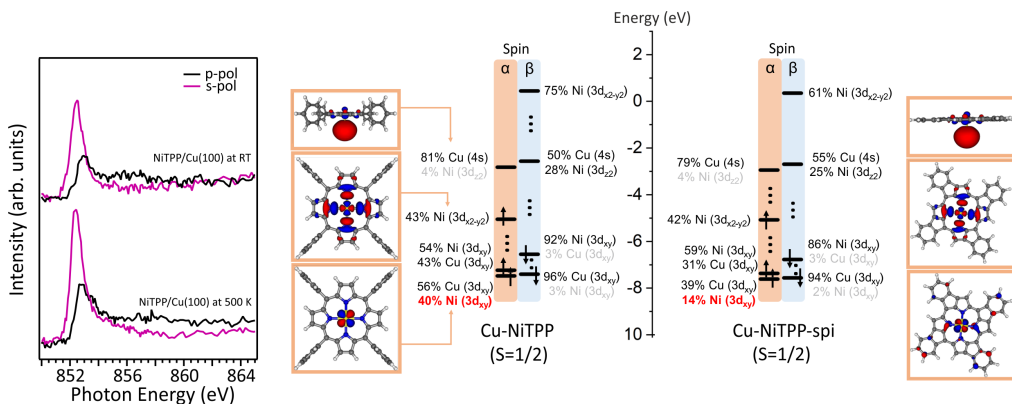 p-pol
s-pol
NiTPP/Cu(100) at RT
NiTPP/Cu(100) at 500 K
Intensity (arb. units)
852
856
860
864
Photon Energy (eV)
Spin
α
β
75% Ni (3dx2-y2)
81% Cu (4s)
4% Ni (3dz2)
50% Cu (4s)
28% Ni (3dz2)
43% Ni (3dx2-y2)
54% Ni (3dxy)
43% Cu (3dxy)
92% Ni (3dxy)
3% Cu (3dxy)
56% Cu (3dxy)
40% Ni (3dxy)
96% Cu (3dxy)
3% Ni (3dxy)
Cu-NiTPP
(S=1/2)
Energy (eV)
2
0
-2
-4
-6
-8
10
Spin
α
β
61% Ni (3dx2-y2)
79% Cu (4s)
4% Ni (3dz2)
55% Cu (4s)
25% Ni (3dz2)
42% Ni (3dx2-y2)
59% Ni (3dxy)
31% Cu (3dxy)
86% Ni (3dxy)
3% Cu (3dxy)
39% Cu (3dxy)
14% Ni (3dxy)
94% Cu (3dxy)
2% Ni (3dxy)
Cu-NiTPP-spi
(S=1/2)